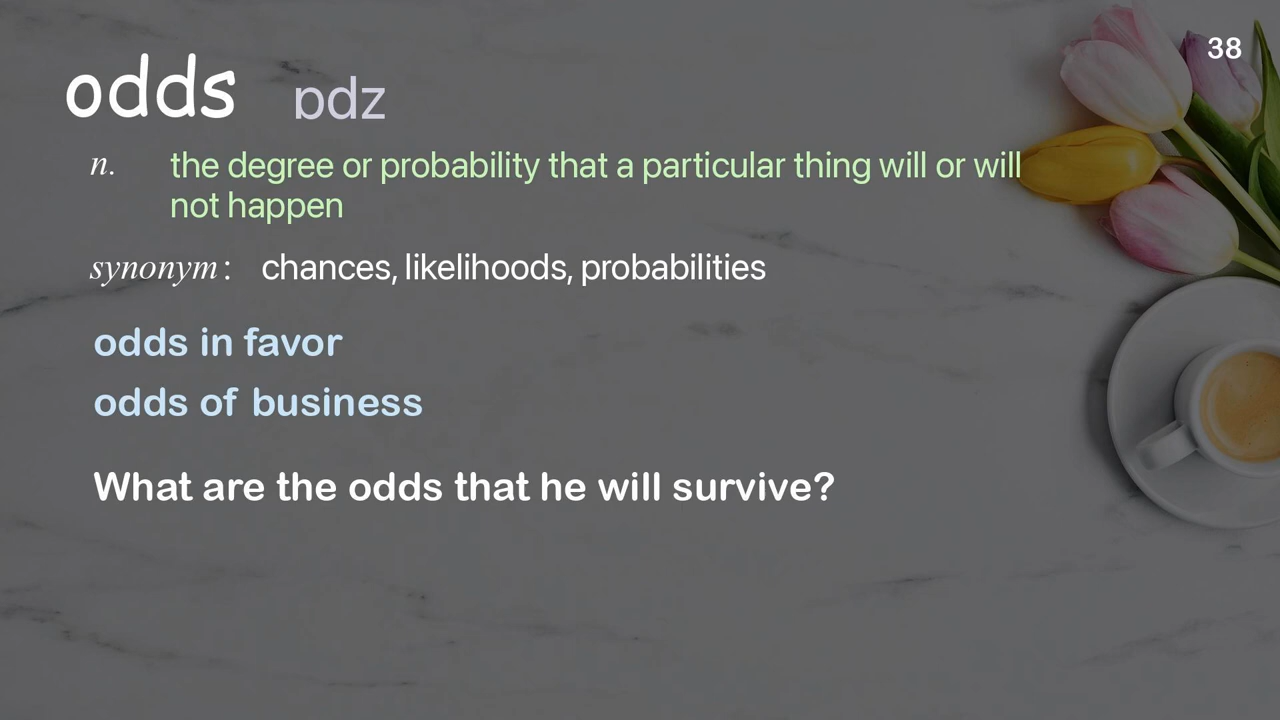 38
odds ɒdz
n. the degree or probability that a particular thing will or will
not happen
synonym : chances, likelihoods, probabilities
odds in favor
odds of business
What are the odds that he will survive?